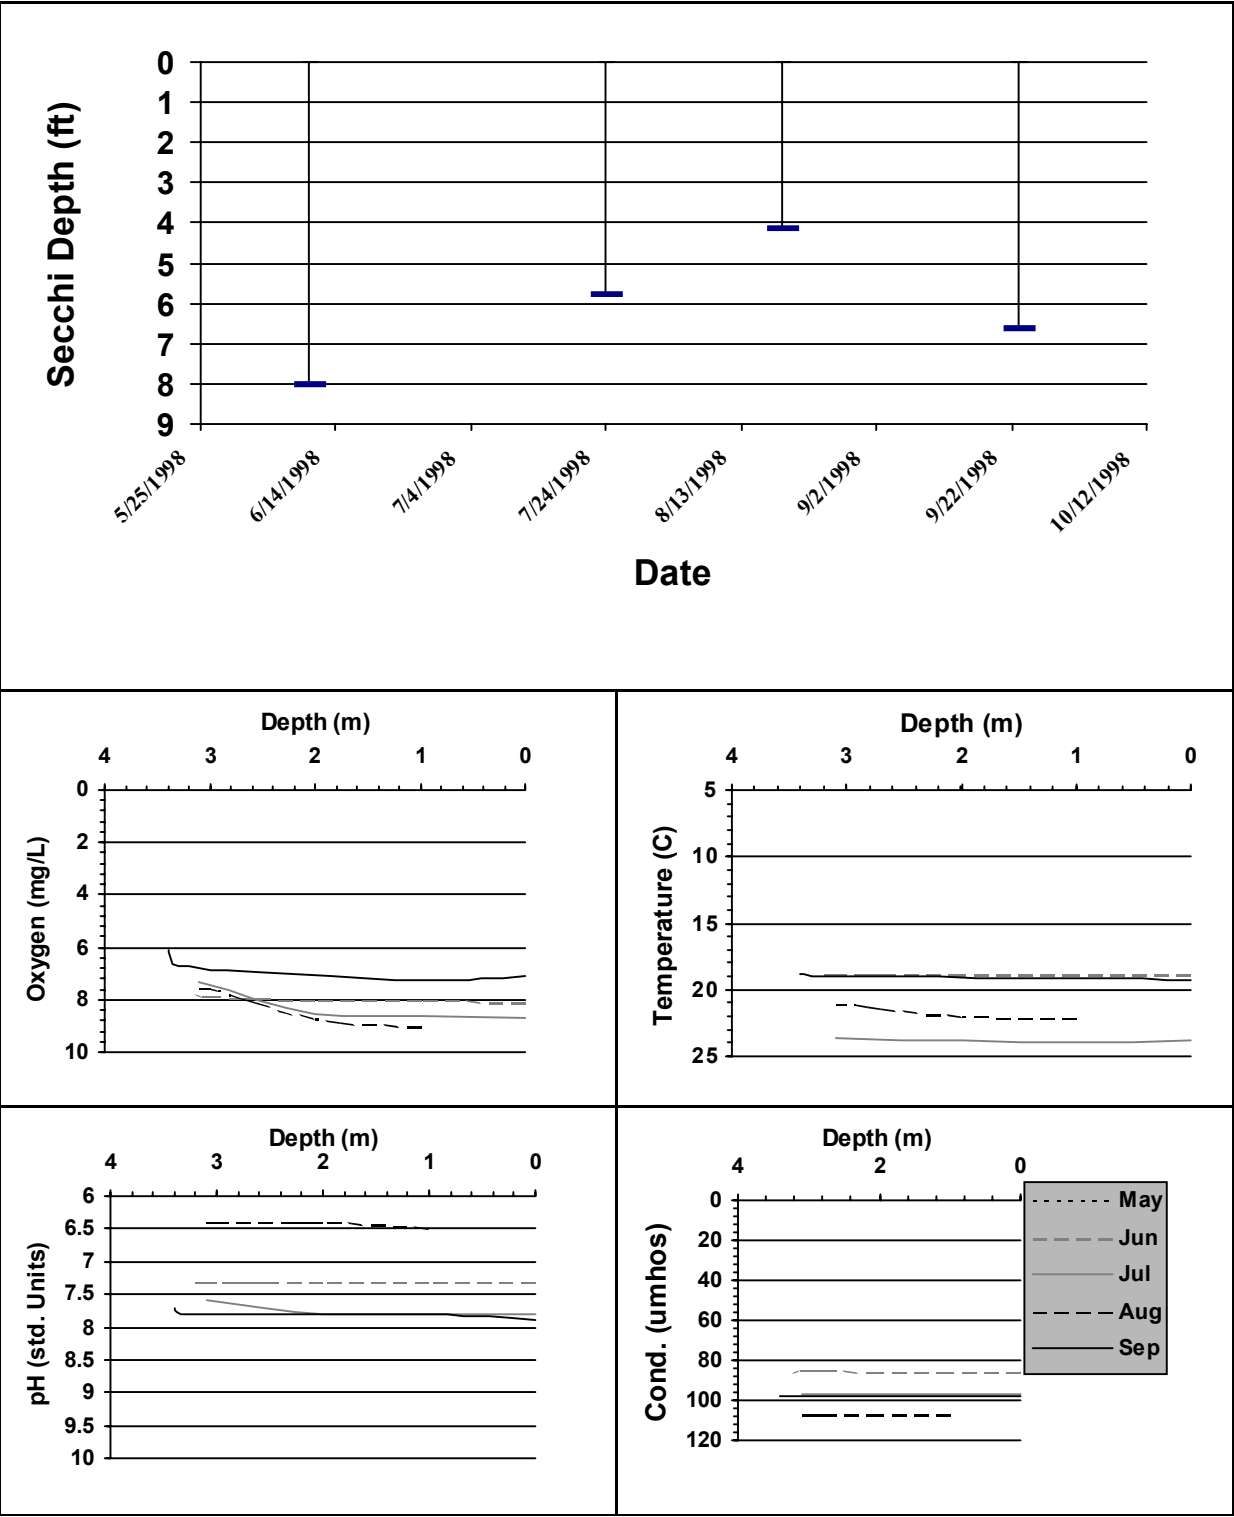 Secchi Depth (ft)
0
1
2
3
4
5
6
7
8
9
5/25/1998 6/14/1998 7/4/1998 7/24/1998 8/13/1998 9/2/1998 9/22/1998 10/12/1998
Date
Depth (m)
4 3 2 1 0
Oxygen (mg/L)
0
2
4
6
8
10
Depth (m)
4 3 2 1 0
Temperature (C)
5
10
15
20
25
Depth (m)
4 3 2 1 0
pH (std. Units)
6
6.5
7
7.5
8
8.5
9
9.5
10
Depth (m)
4 2 0
Cond. (umhos)
0
20
40
60
80
100
120
May
Jun
Jul
Aug
Sep